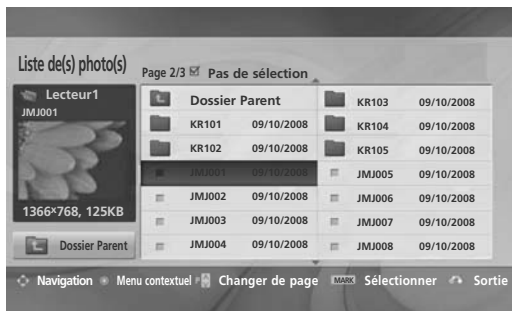 Liste de(s) photo(s)
Page 2/3 Pas de sélection
Lecteur1
JMJ001
1366x768, 125KB
Dossier Parent
Dossier Parent
KR101 09/10/2008
KR102 09/10/2008
JMJ001 09/10/2008
JMJ002 09/10/2008
JMJ003 09/10/2008
JMJ004 09/10/2008
KR103 09/10/2008
KR104 09/10/2008
KR105 09/10/2008
JMJ005 09/10/2008
JMJ006 09/10/2008
JMJ007 09/10/2008
JMJ008 09/10/2008
Navigation Menu contextuel P Changer de page MARK Sélectionner Sortie